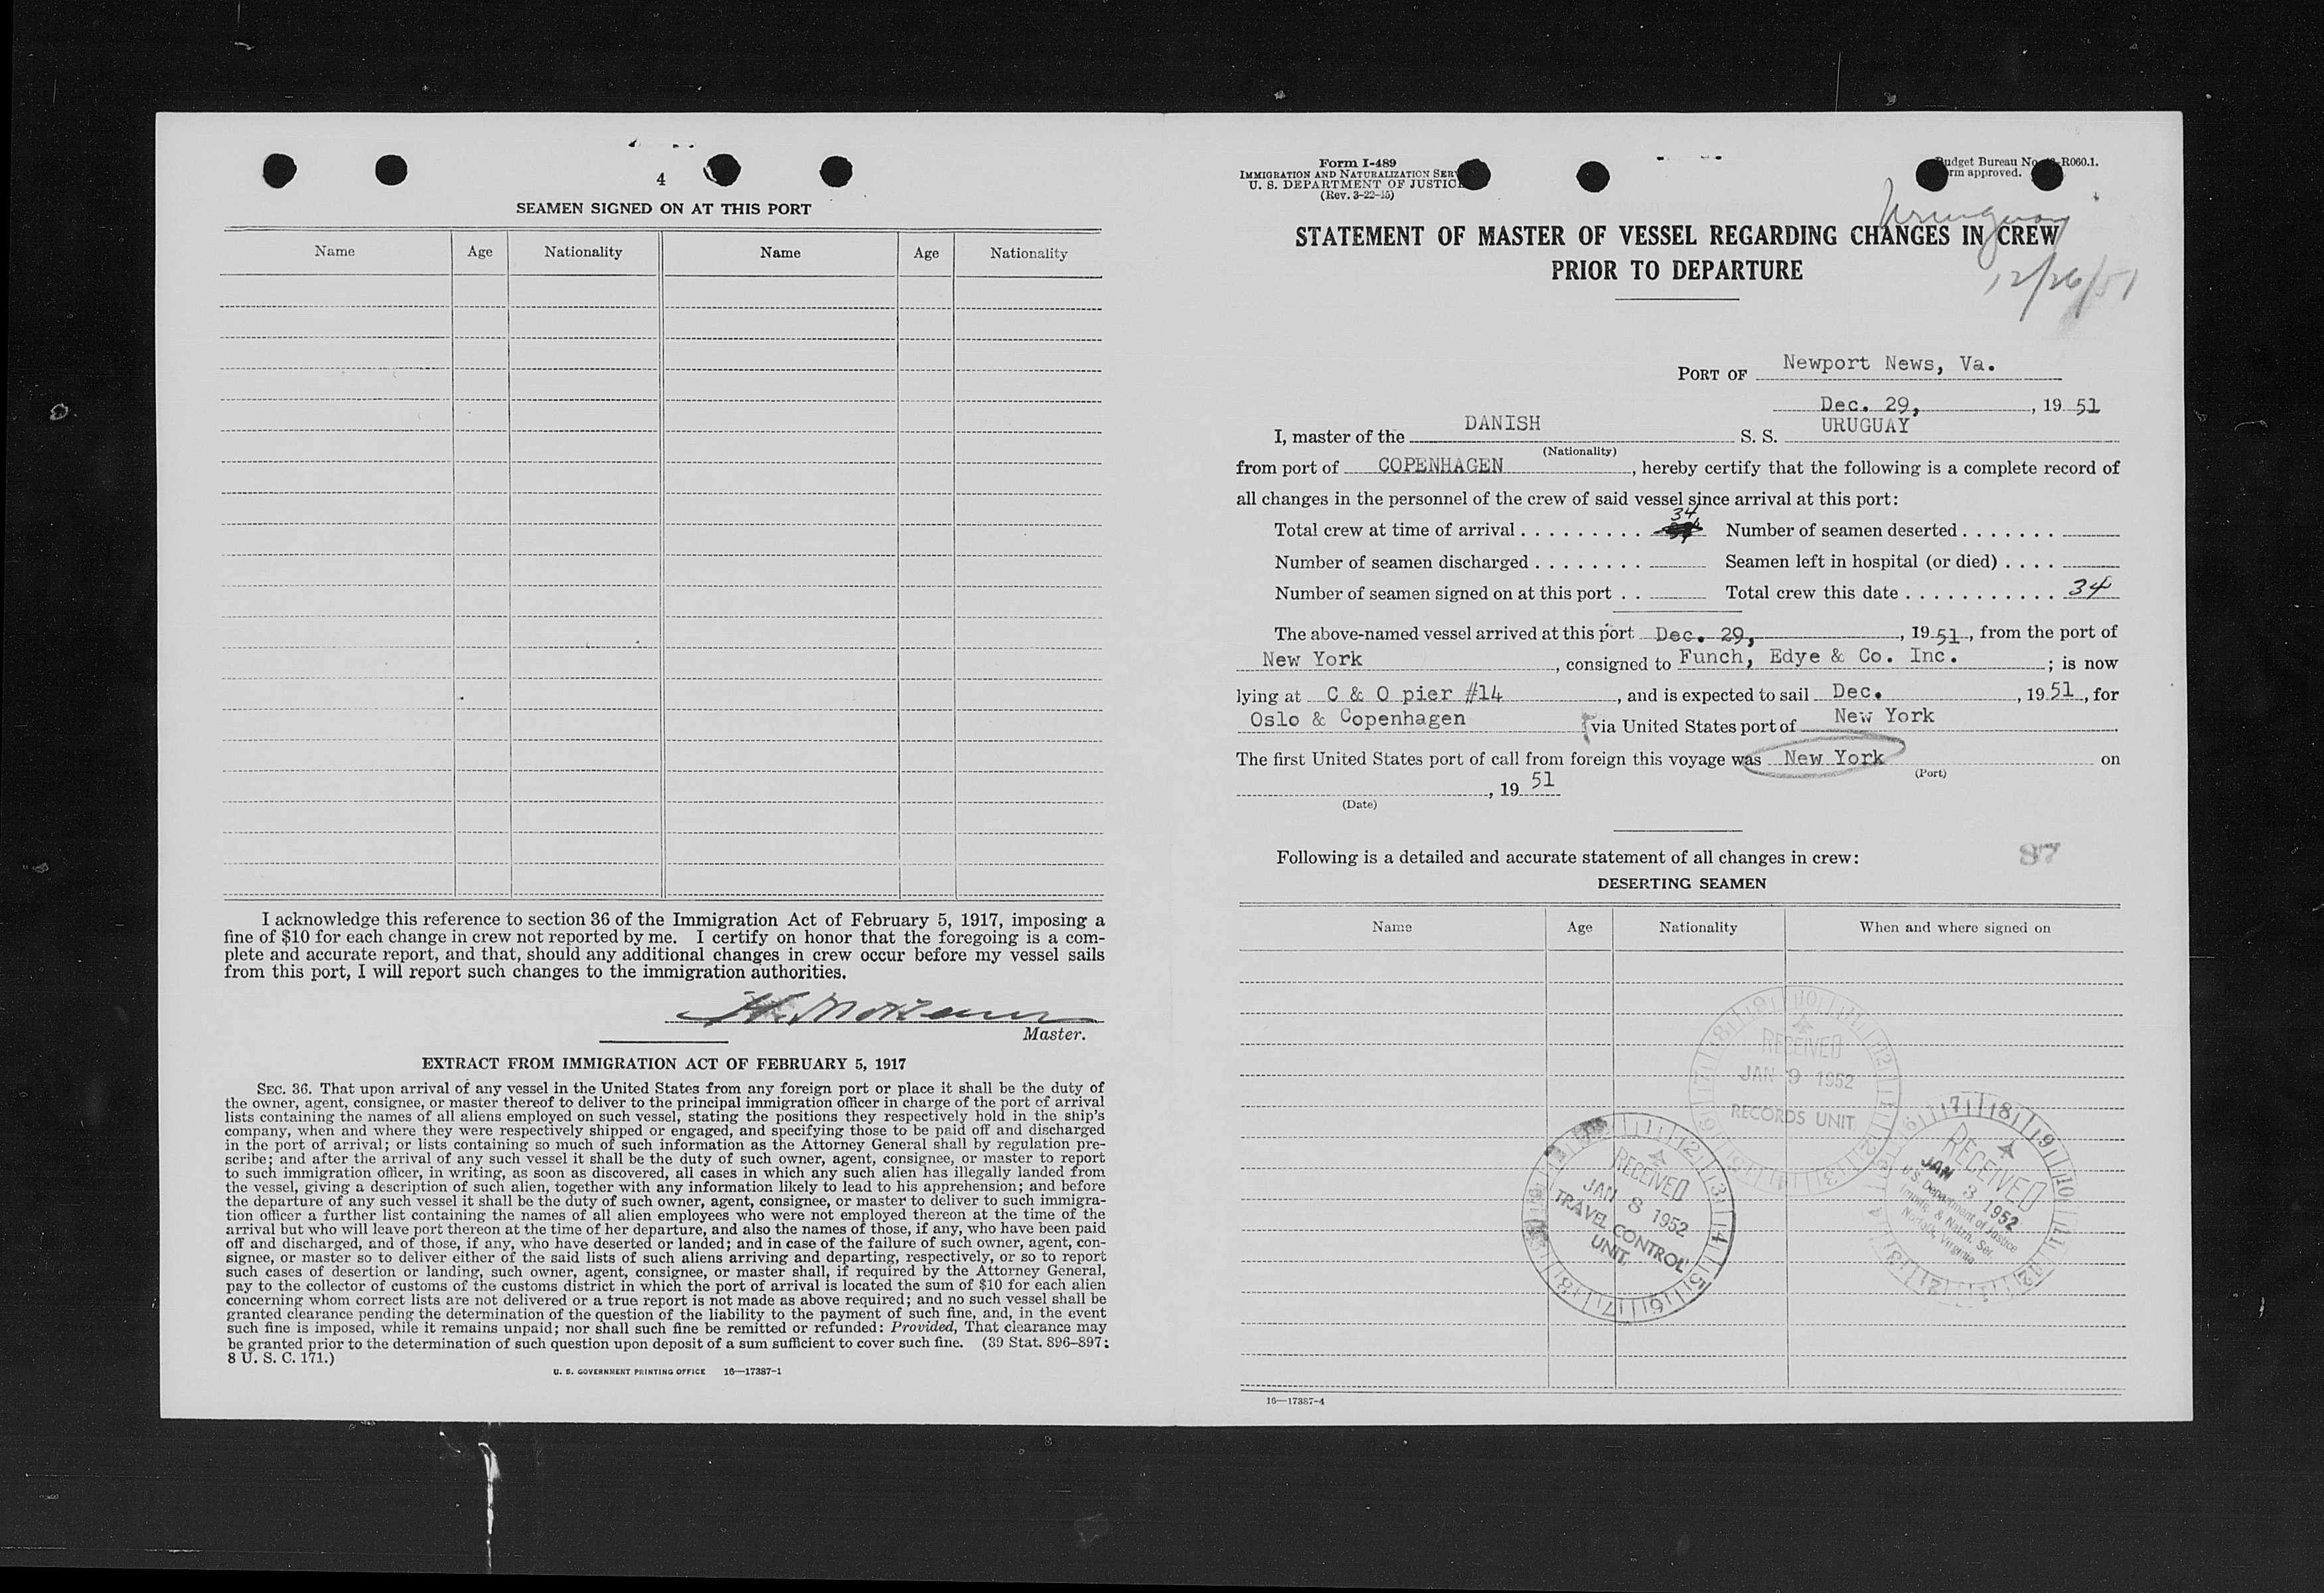 4
SEAMEN SIGNED ON AT THIS PORT
Name Age Nationality Name Age Nationality
I acknowledge this reference to section 36 of the Immigration Act of February 5, 1917, imposing a
fine of $10 for each change in crew not reported by me. I certify on honor that the foregoing is a com-
plete and accurate report, and that, should any additional changes in crew occur before my vessel sails
from this port, I will report such changes to the immigration authorities.
Master.
EXTRACT FROM IMMIGRATION ACT OF FEBRUARY 5, 1917
SEC. 36. That upon arrival of any vessel in the United States from any foreign port or place it shall be the duty of
the owner, agent, consignee, or master thereof to deliver to the principal immigration officer in charge of the port of arrival
lists containing the names of all aliens employed on such vessel, stating the positions they respectively hold in the ship's
company, when and where they were respectively shipped or engaged, and specifying those to be paid off and discharged
in the port of arrival; or lists containing so much of such information as the Attorney General shall by regulation pre-
scribe; and after the arrival of any such vessel it shall be the duty of such owner, agent, consignee, or master to report
to such immigration officer, in writing, as soon as discovered, all cases in which any such alien has illegally landed from
the vessel, giving a description of such alien, together with any information likely to lead to his apprehension; and before
the departure of any such vessel it shall be the duty of such owner, agent, consignee, or master to deliver to such immigra-
tion officer a further list containing the names of all alien employees who were not employed thereon at the time of the
arrival but who will leave port thereon at the time of her departure, and also the names of those, if any, who have been paid
off and discharged, and of those, if any, who have deserted or landed; and in case of the failure of such owner, agent, con-
signee, or master so to deliver either of the said lists of such aliens arriving and departing, respectively, or so to report
such cases of desertion or landing, such owner, agent, consignee, or master shall, if required by the Attorney General,
pay to the collector of customs of the customs district in which the port of arrival is located the sum of $10 for each alien
concerning whom correct lists are not delivered or a true report is not made as above required; and no such vessel shall be
granted clearance pending the determination of the question of the liability to the payment of such fine, and, in the event
such fine is imposed, while it remains unpaid; nor shall such fine be remitted or refunded: Provided, That clearance may
be granted prior to the determination of such question upon deposit of a sum sufficient to cover such fine. (39 Stat. 896–897;
8 U. S. C. 171.)
U. S. GOVERNMENT PRINTING OFFICE 16—17387-1
Form I-489
IMMIGRATION AND NATURALIZATION
U. S. DEPARTMENT OF JUSTICE
(Rev. 3-22-45)
Budget Bureau No. R060.1.
approved.
Uruguay
12/26/51
STATEMENT OF MASTER OF VESSEL REGARDING CHANGES IN CREW
PRIOR TO DEPARTURE
PORT OF Newport News, Va.
Dec. 29, , 19 51
I, master of the DANISH S. S. URUGUAY
(Nationality)
from port of COPENHAGEN , hereby certify that the following is a complete record of
all changes in the personnel of the crew of said vessel since arrival at this port:
Total crew at time of arrival . . . . . . . . . 34 Number of seamen deserted . . . . . . .
Number of seamen discharged . . . . . . . . Seamen left in hospital (or died) . . . .
Number of seamen signed on at this port . . Total crew this date . . . . . . . . . . . 34
The above-named vessel arrived at this port Dec. 29, , 19 51 , from the port of
New York , consigned to Funch, Edye & Co. Inc. ; is now
lying at C & O pier #14 , and is expected to sail Dec. , 19 51 , for
Oslo & Copenhagen via United States port of New York .
The first United States port of call from foreign this voyage was New York on
(Port)
, 19 51
(Date)
Following is a detailed and accurate statement of all changes in crew:
87
DESERTING SEAMEN
Name Age Nationality When and where signed on
RECEIVED
JAN 9 1952
RECORDS UNIT
RECEIVED
JAN 8 1952
TRAVEL CONTROL
UNIT
RECEIVED
JAN 3 1952
U.S. Department of Justice
Immig. & Natzn. Ser.
Norfolk, Virginia
16—17387-4